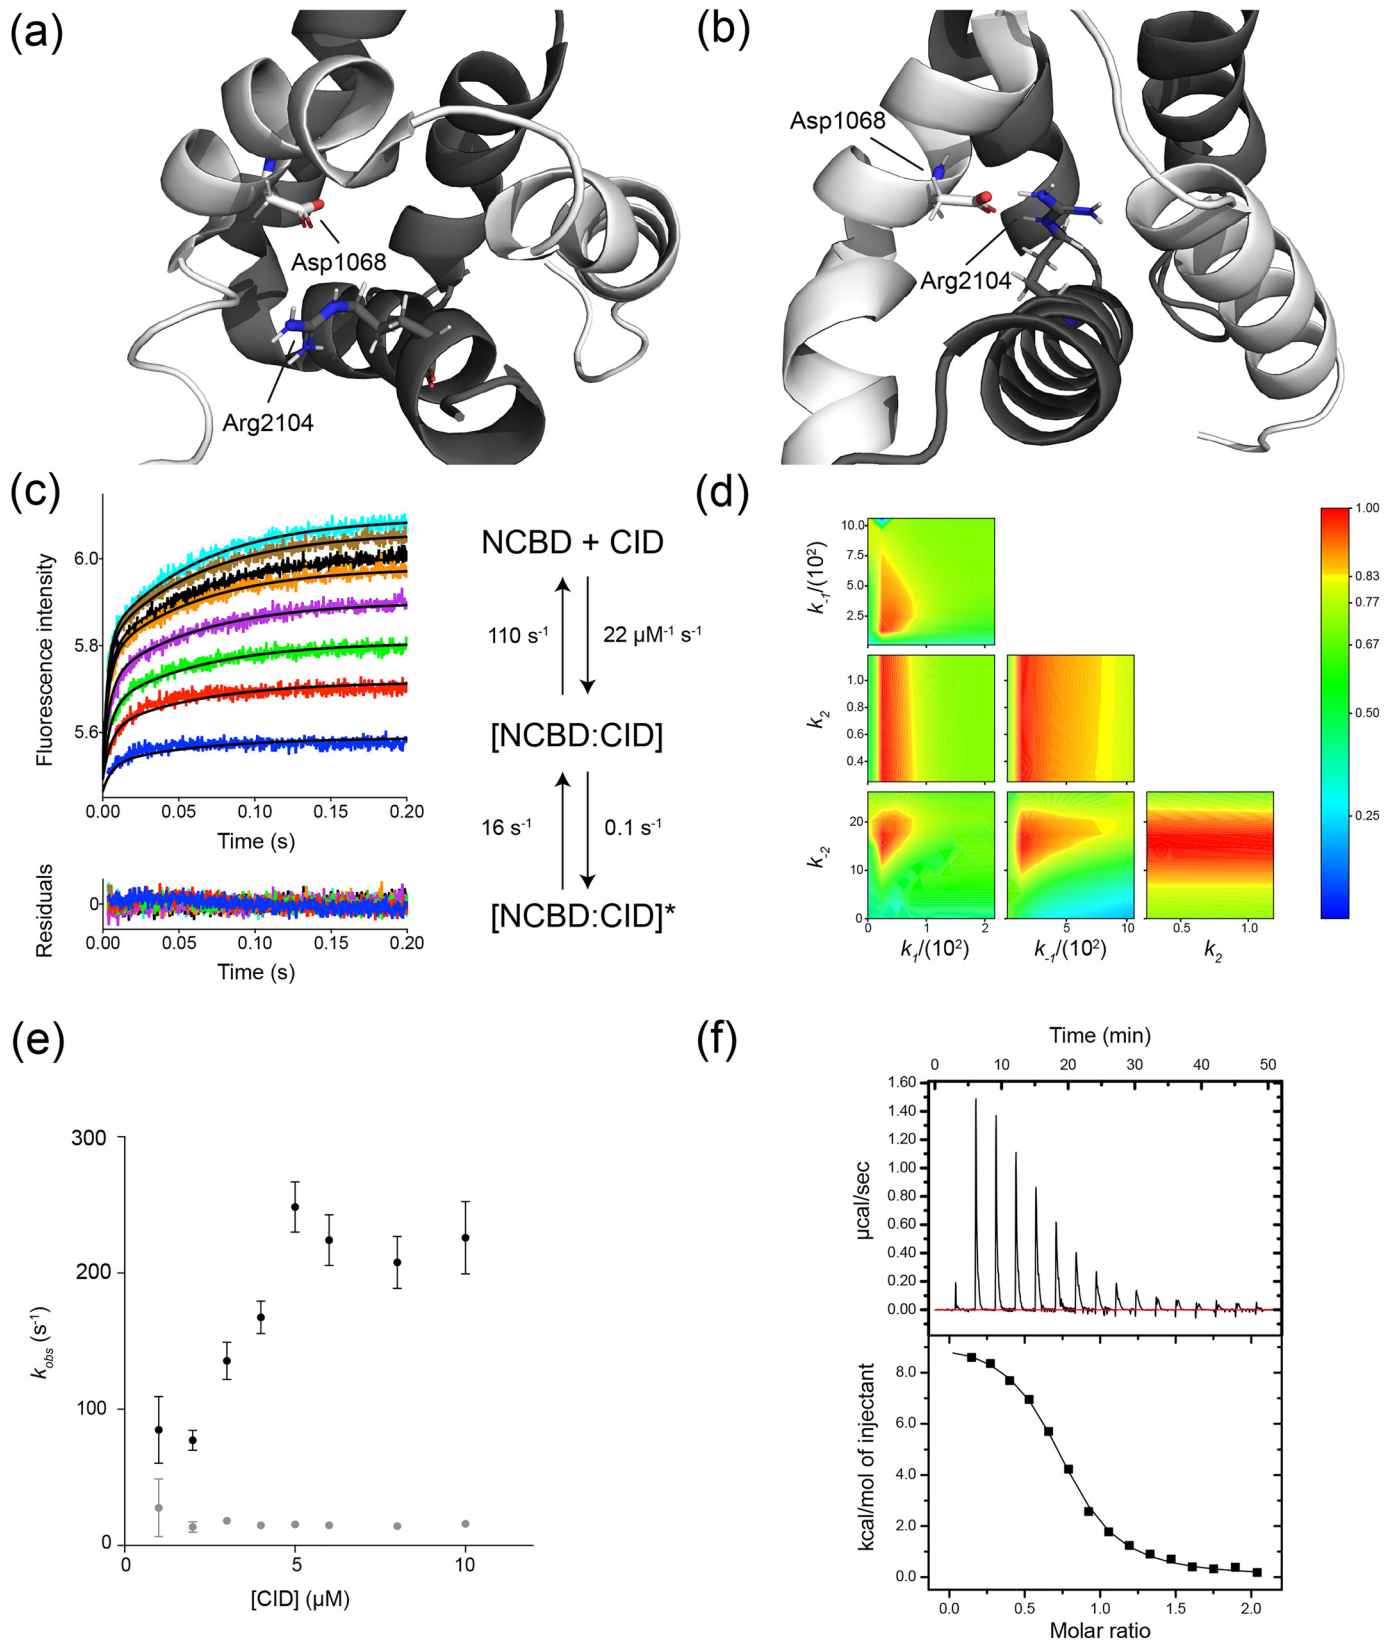 (a)
Asp1068
Arg2104
(b)
Asp1068
Arg2104
(c)
Fluorescence intensity
6.0
5.8
5.6
0.00 0.05 0.10 0.15 0.20
Time (s)
Residuals
0
0.00 0.05 0.10 0.15 0.20
Time (s)
NCBD + CID
110 s⁻¹ 22 µM⁻¹ s⁻¹
[NCBD:CID]
16 s⁻¹ 0.1 s⁻¹
[NCBD:CID]*
(d)
k₋₁/(10²)
10.0
7.5
5.0
2.5
k₂
1.0
0.8
0.6
0.4
k₋₂
20
10
0
0 1 2
k₁/(10²)
5 10
k₋₁/(10²)
0.5 1.0
k₂
1.00
0.83
0.77
0.67
0.50
0.25
(e)
k_obs (s⁻¹)
300
200
100
0
0 5 10
[CID] (µM)
(f)
Time (min)
0 10 20 30 40 50
µcal/sec
1.60
1.40
1.20
1.00
0.80
0.60
0.40
0.20
0.00
kcal/mol of injectant
8.0
6.0
4.0
2.0
0.0
0.0 0.5 1.0 1.5 2.0
Molar ratio